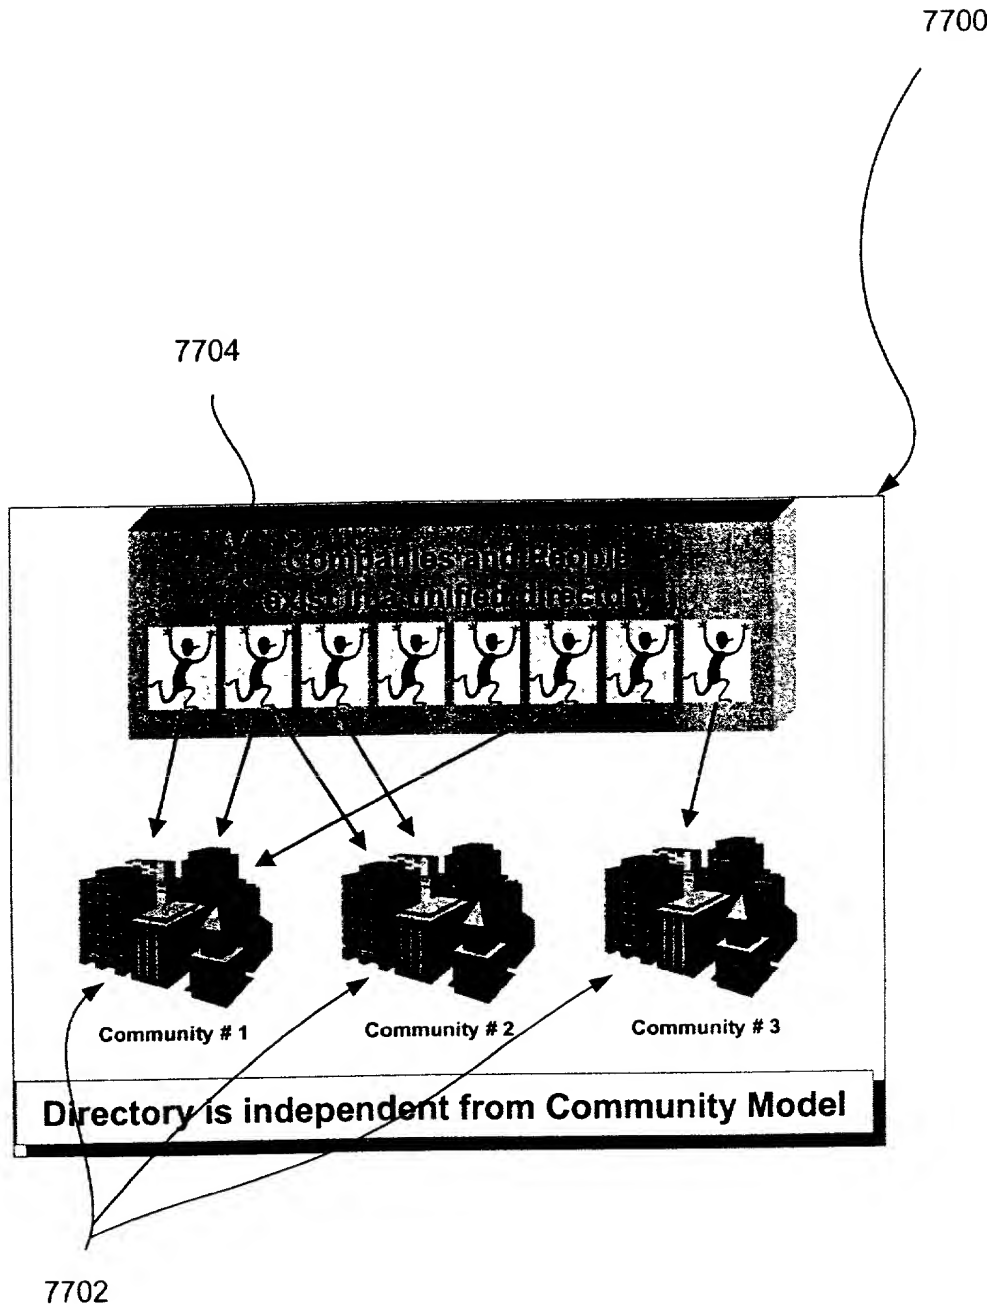 7700
7704
Companies and People
exist in a unified directory
Community # 1
Community # 2
Community # 3
Directory is independent from Community Model
7702